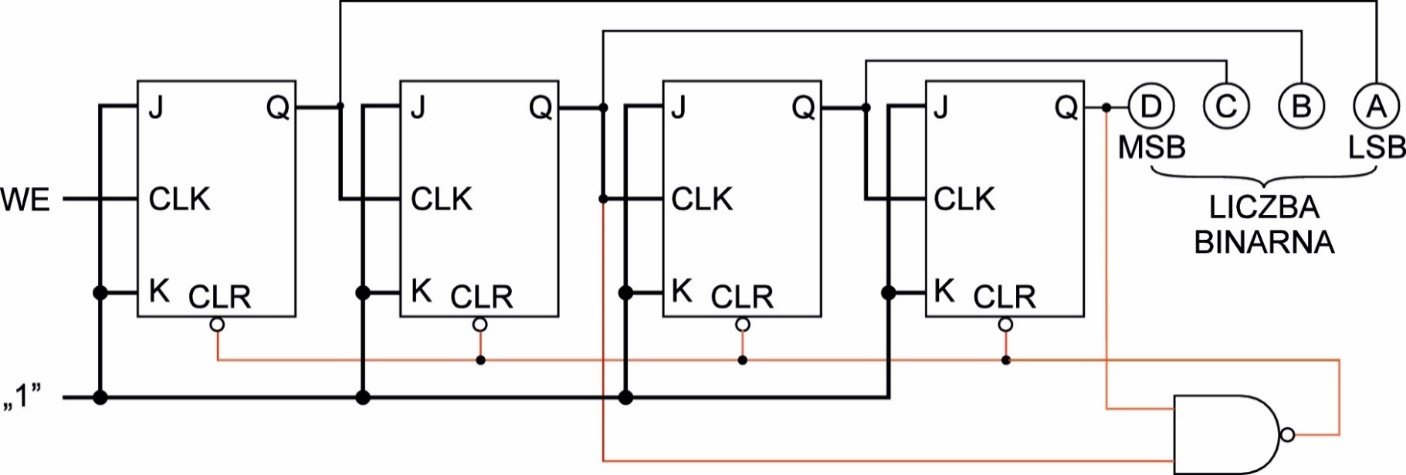 J Q J Q J Q J Q D C B A
MSB LSB
WE CLK CLK CLK CLK
LICZBA
BINARNA
K CLR K CLR K CLR K CLR
„1”